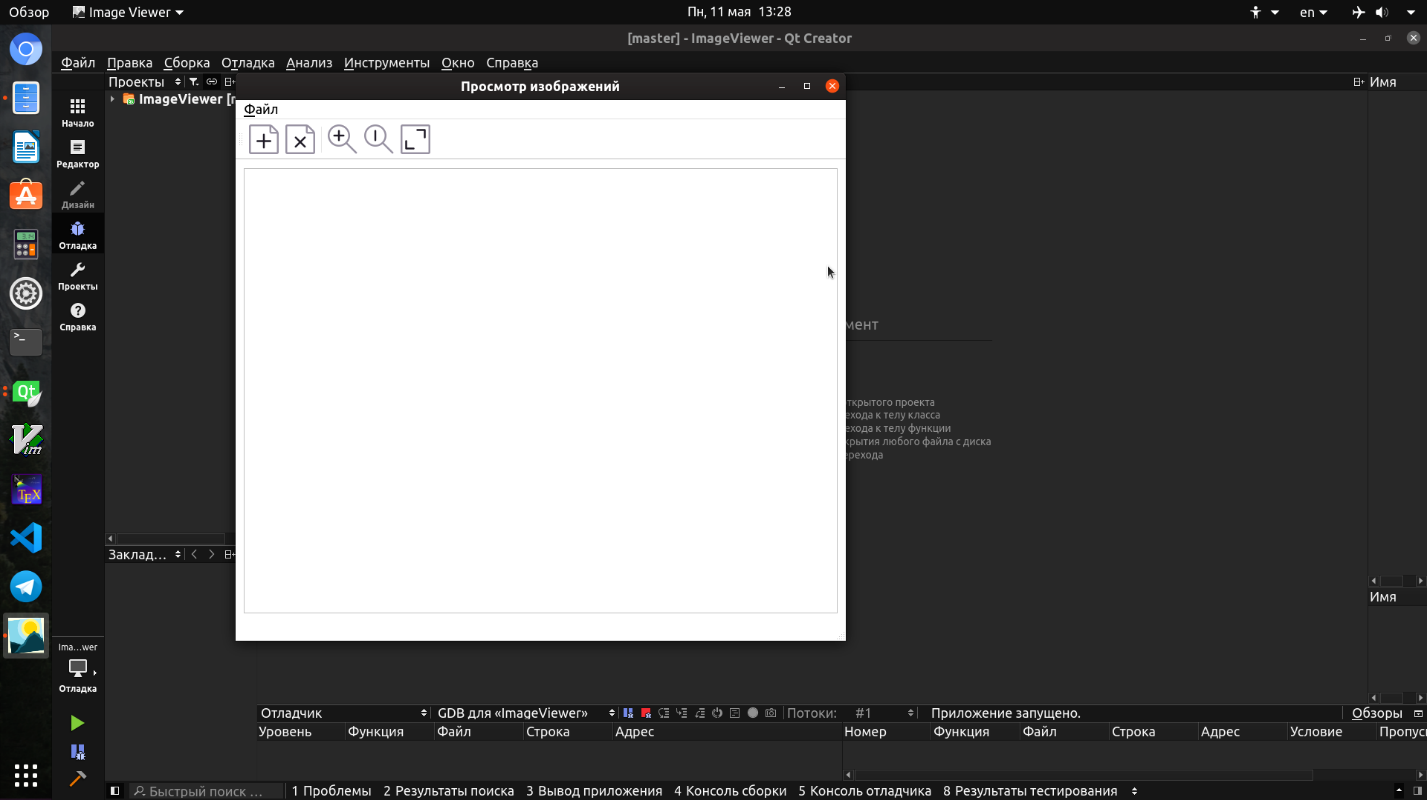 Обзор Image Viewer Пн, 11 мая 13:28 en
[master] - ImageViewer - Qt Creator
Файл Правка Сборка Отладка Анализ Инструменты Окно Справка
Проекты
ImageViewer [
Имя
Просмотр изображений
Файл
Начало
Редактор
Дизайн
Отладка
Проекты
Справка
мент
ткрытого проекта
ехода к телу класса
ехода к телу функции
крытия любого файла с диска
рехода
Заклад...
Имя
Qt
Vim
TEX
Ima...wer
Отладка
Отладчик GDB для «ImageViewer» Потоки: #1 Приложение запущено. Обзоры
Уровень Функция Файл Строка Адрес Номер Функция Файл Строка Адрес Условие Пропус
Быстрый поиск ... 1 Проблемы 2 Результаты поиска 3 Вывод приложения 4 Консоль сборки 5 Консоль отладчика 8 Результаты тестирования